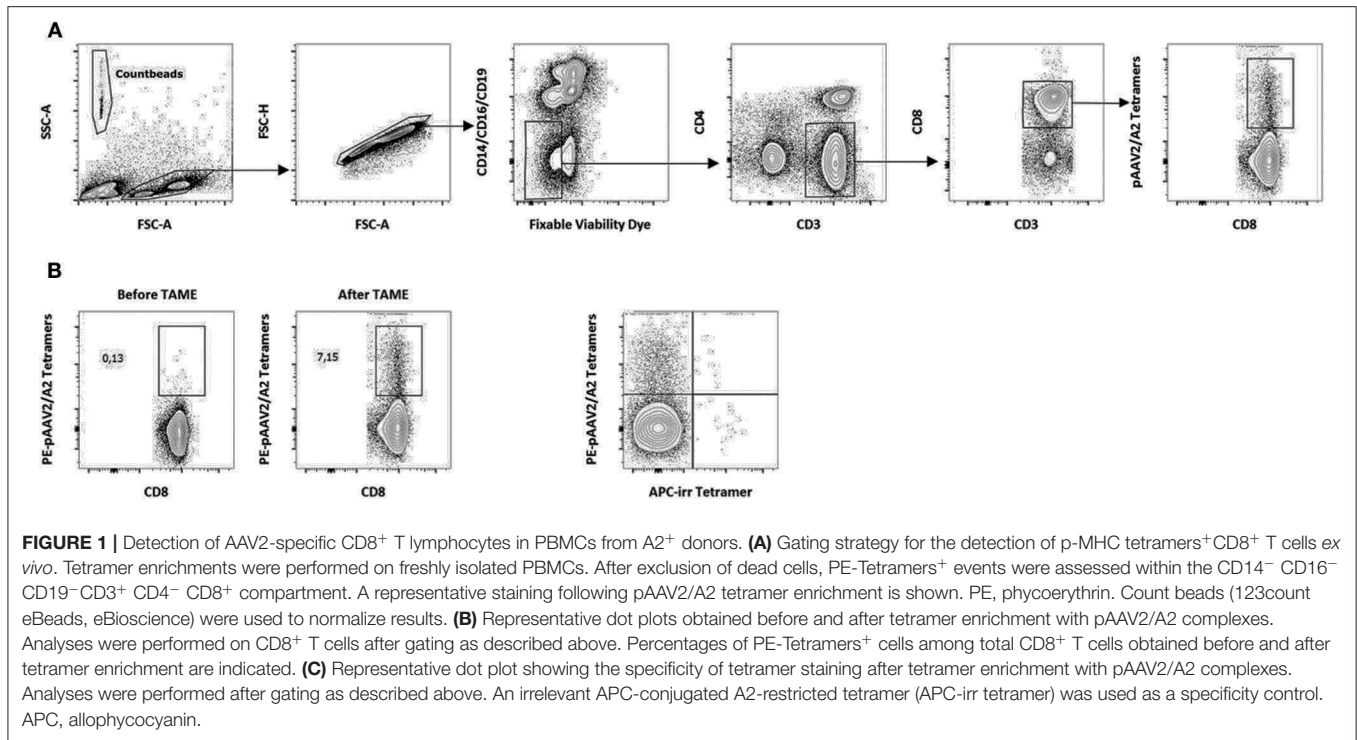 A
Countbeads
SSC-A
FSC-A
FSC-H
FSC-A
CD14/CD16/CD19
Fixable Viability Dye
CD4
CD3
CD8
CD3
pAAV2/A2 Tetramers
CD8
B
Before TAME
After TAME
PE-pAAV2/A2 Tetramers
0,13
CD8
PE-pAAV2/A2 Tetramers
7,15
CD8
PE-pAAV2/A2 Tetramers
APC-irr Tetramer
FIGURE 1 | Detection of AAV2-specific CD8⁺ T lymphocytes in PBMCs from A2⁺ donors. (A) Gating strategy for the detection of p-MHC tetramers⁺CD8⁺ T cells ex
vivo. Tetramer enrichments were performed on freshly isolated PBMCs. After exclusion of dead cells, PE-Tetramers⁺ events were assessed within the CD14⁻ CD16⁻
CD19⁻CD3⁺ CD4⁻ CD8⁺ compartment. A representative staining following pAAV2/A2 tetramer enrichment is shown. PE, phycoerythrin. Count beads (123count
eBeads, eBioscience) were used to normalize results. (B) Representative dot plots obtained before and after tetramer enrichment with pAAV2/A2 complexes.
Analyses were performed on CD8⁺ T cells after gating as described above. Percentages of PE-Tetramers⁺ cells among total CD8⁺ T cells obtained before and after
tetramer enrichment are indicated. (C) Representative dot plot showing the specificity of tetramer staining after tetramer enrichment with pAAV2/A2 complexes.
Analyses were performed after gating as described above. An irrelevant APC-conjugated A2-restricted tetramer (APC-irr tetramer) was used as a specificity control.
APC, allophycocyanin.